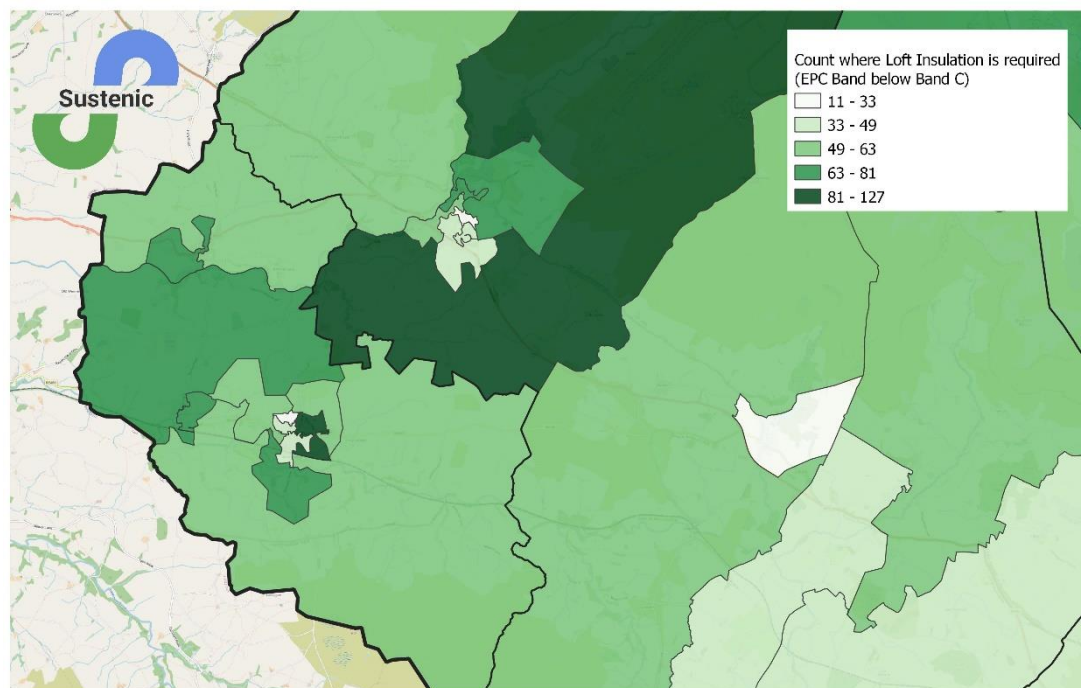 Sustenic
Count where Loft Insulation is required
(EPC Band below Band C)
11 - 33
33 - 49
49 - 63
63 - 81
81 - 127